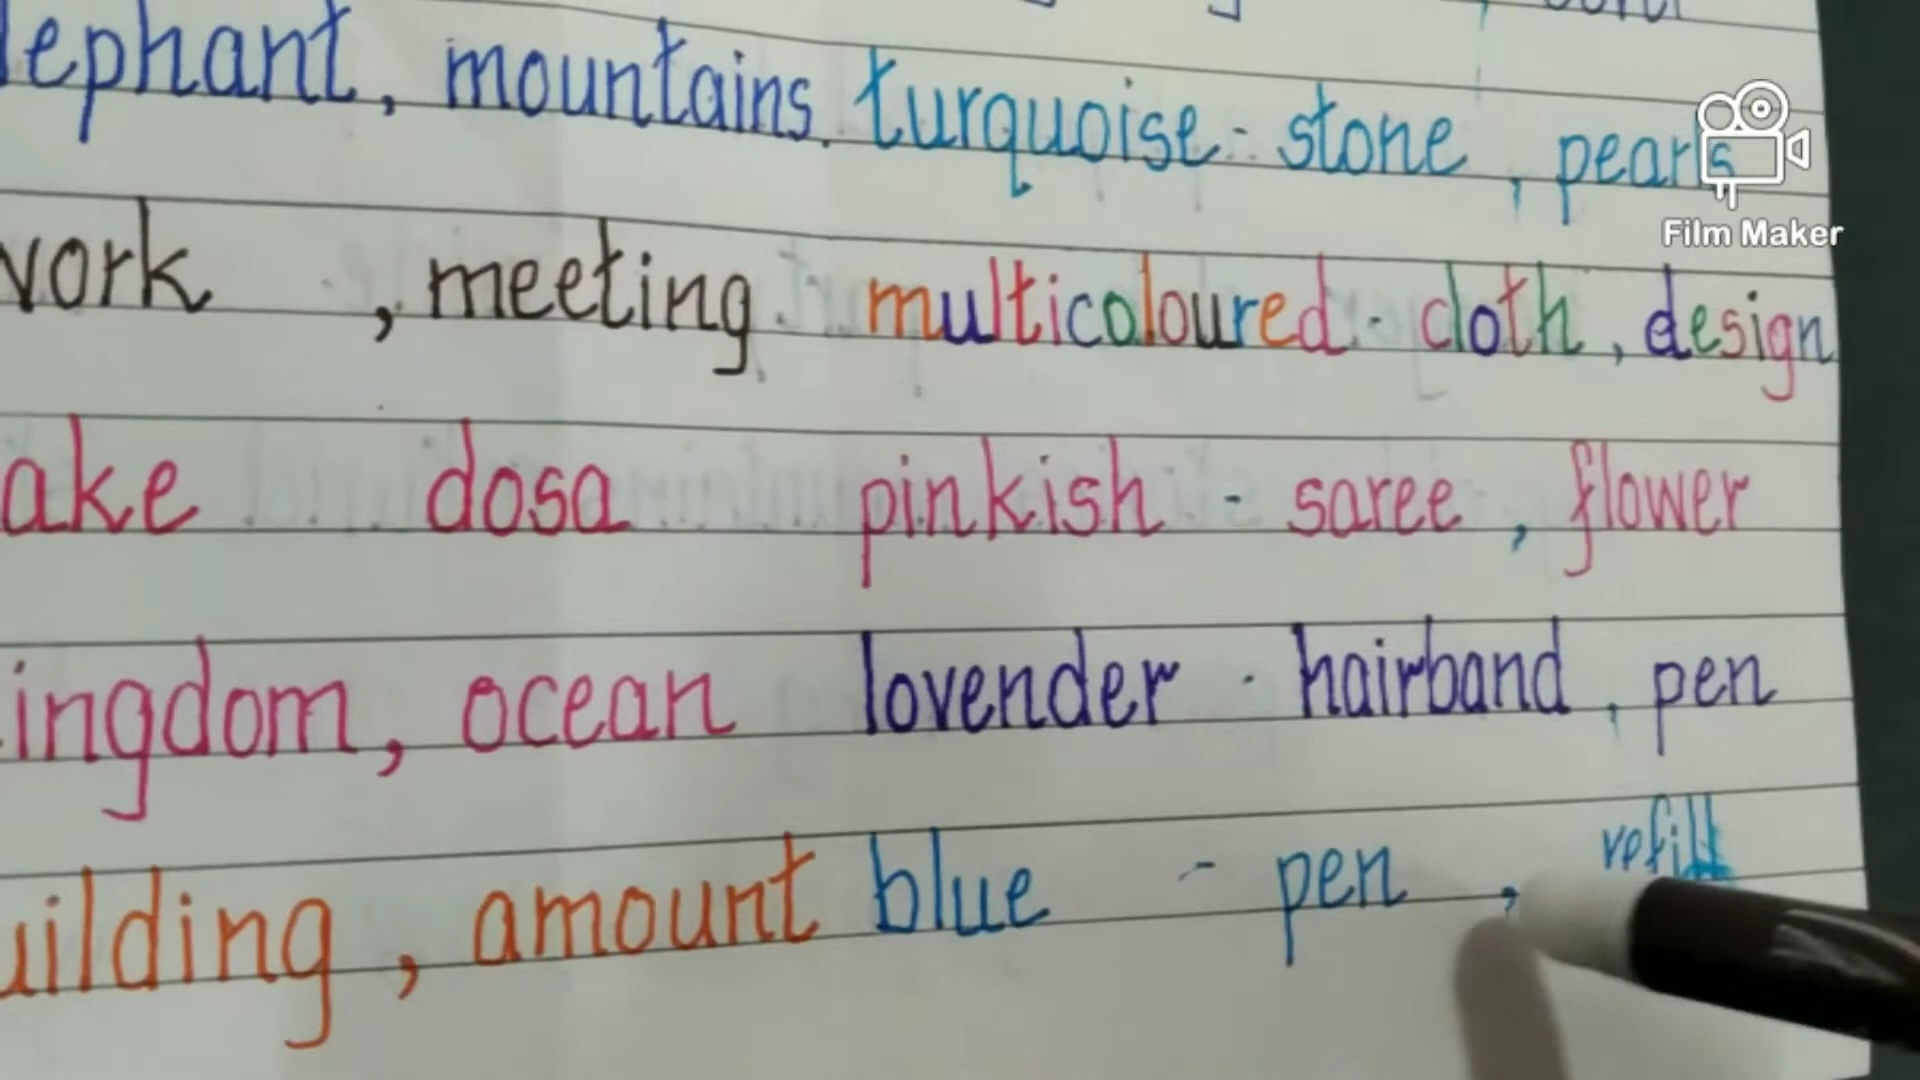 lephant, mountains. turquoise - stone, pearls
work, meeting multicoloured - cloth, design
ake dosa pinkish - saree, flower
ingdom, ocean lovender - hairband, pen
uilding, amount blue - pen, refill
Film Maker